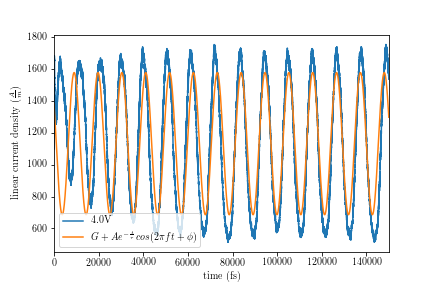 1800
1600
1400
1200
1000
800
600
linear current density (A/m)
4.0V
G + Ae^{-t/τ}cos(2πft + ϕ)
0 20000 40000 60000 80000 100000 120000 140000
time (fs)